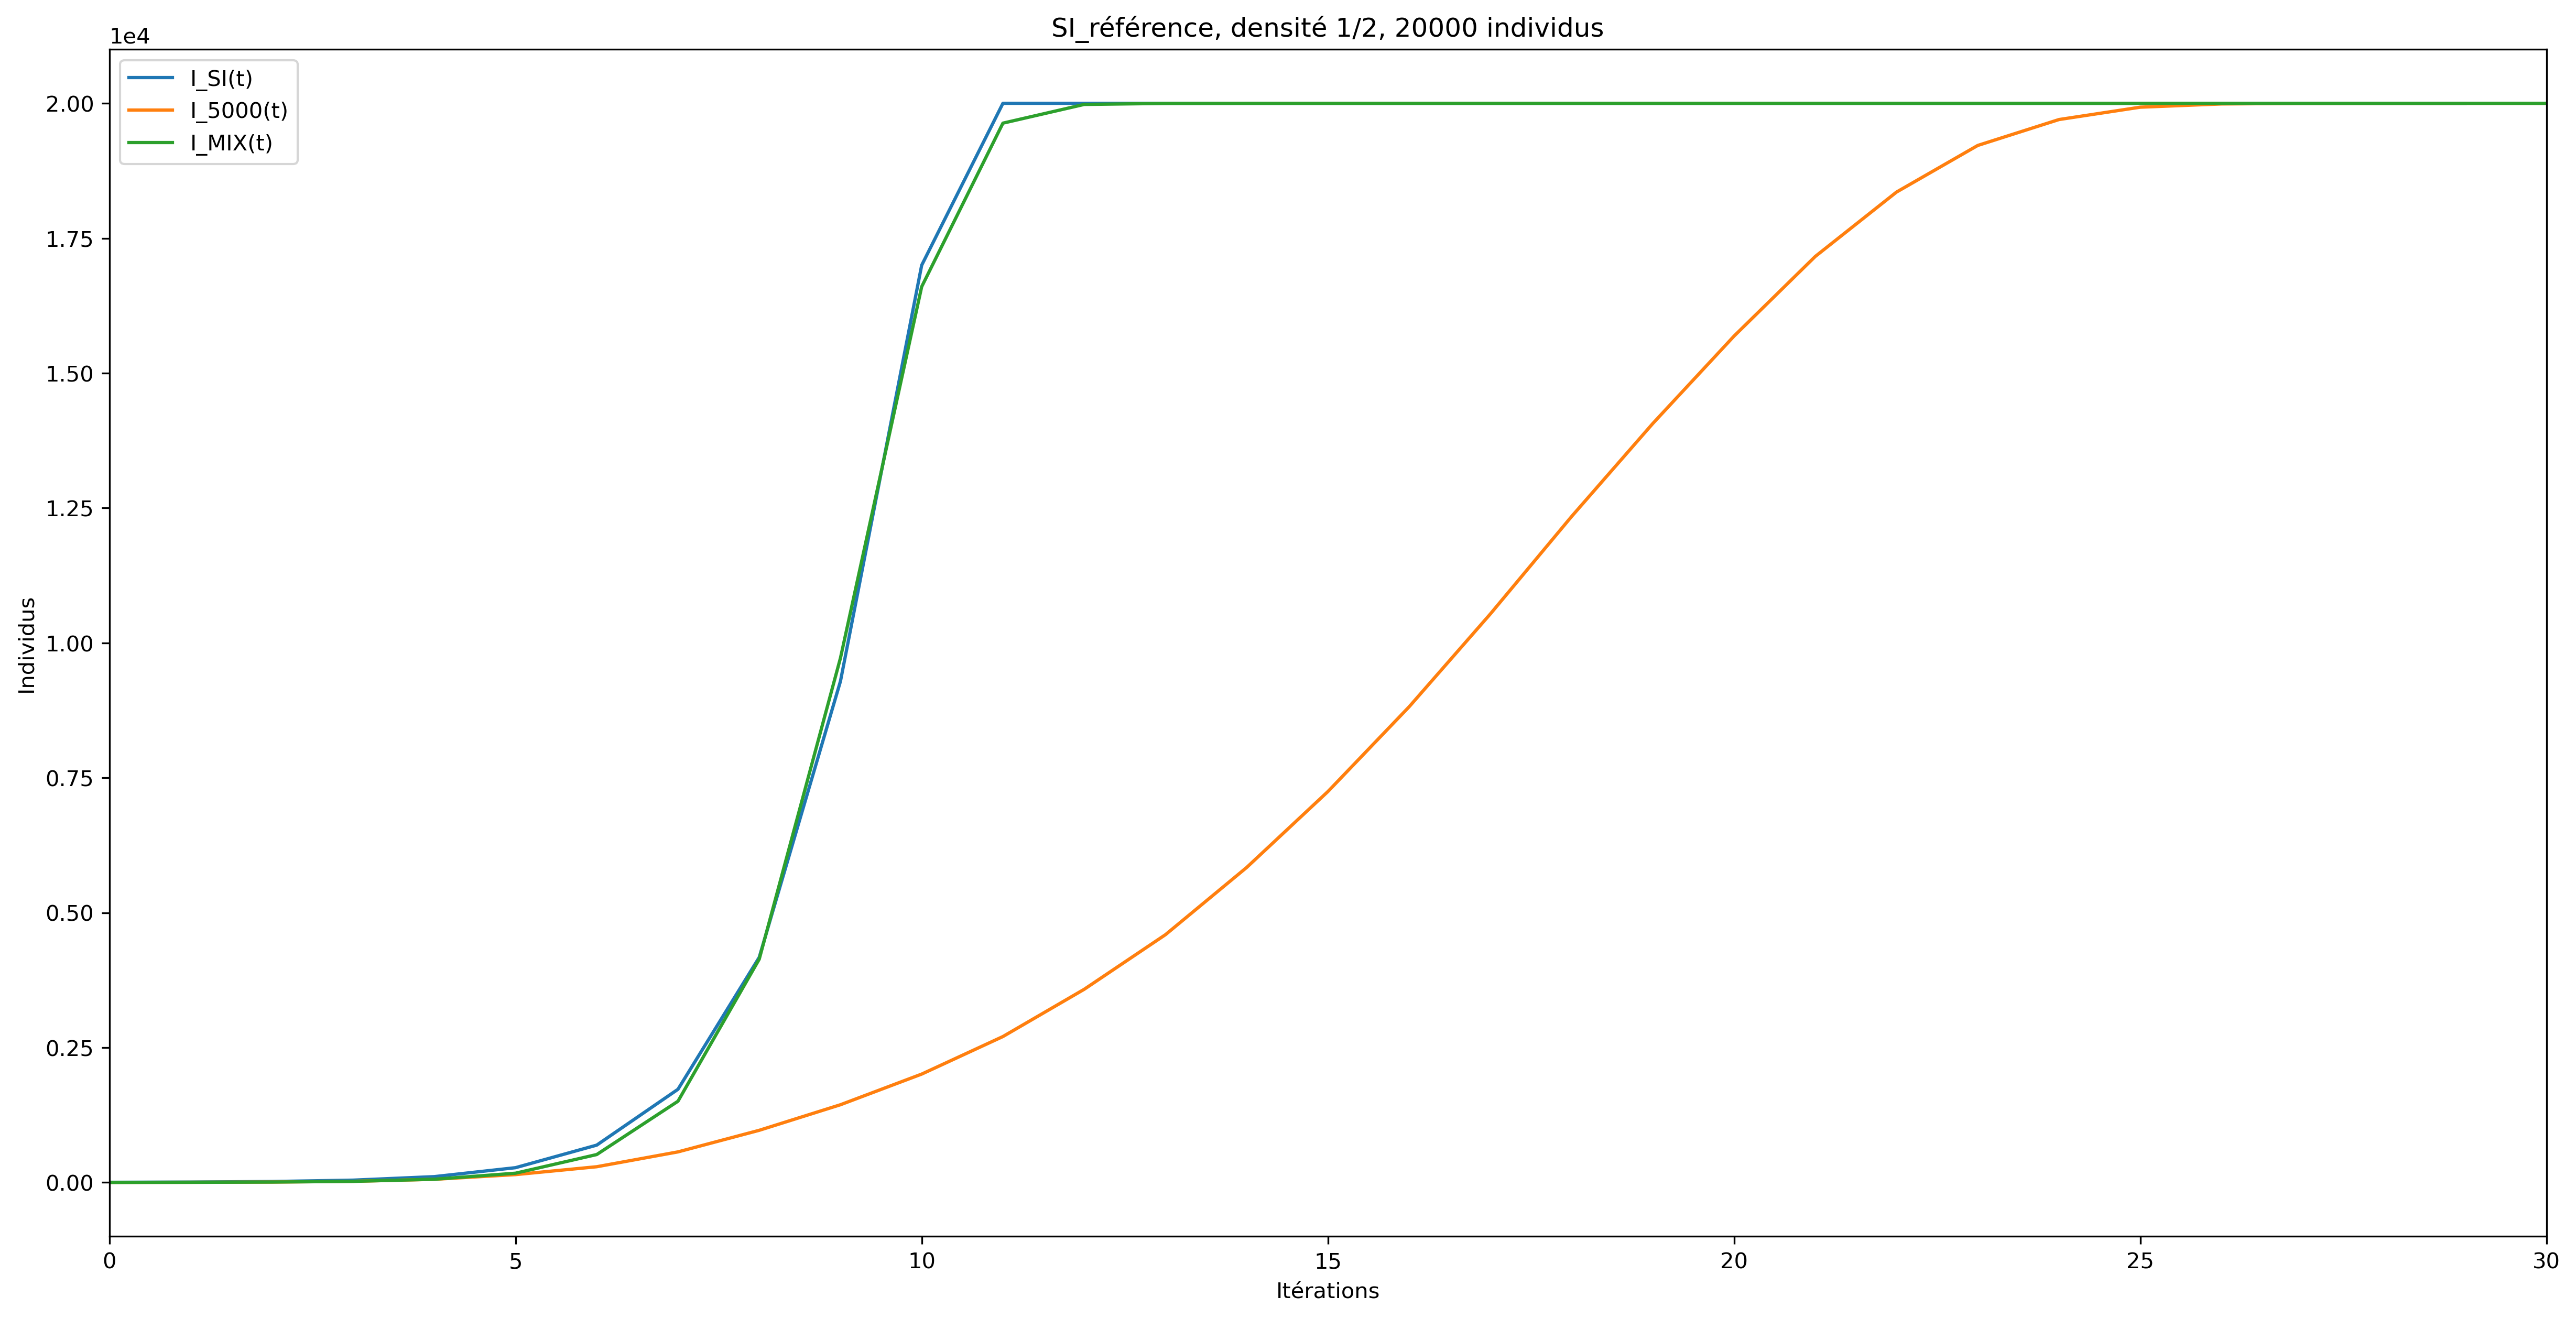 SI_référence, densité 1/2, 20000 individus
1e4
I_SI(t)
I_5000(t)
I_MIX(t)
2.00
1.75
1.50
1.25
1.00
0.75
0.50
0.25
0.00
Individus
0 5 10 15 20 25 30
Itérations